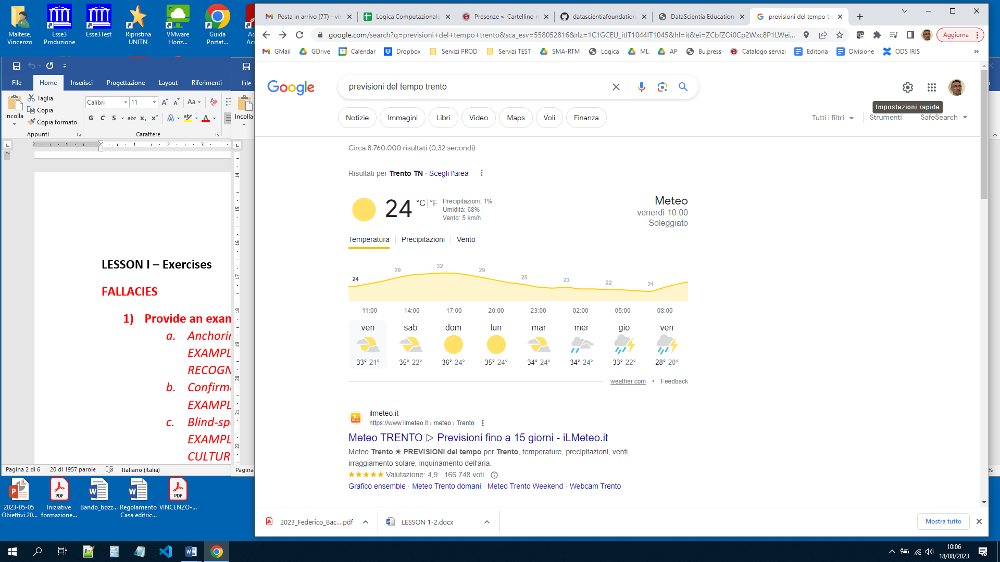 Maltese, Vincenzo
Esse3 Produzione
Esse3Test
Ripristina UNITN
VMware Horiz...
Guida Portat...
File
Home
Inserisci
Progettazione
Layout
Riferimenti
File
Incolla
Taglia
Copia
Copia formato
Appunti
Calibri
11
Aa
G C S abc x₂ x²
Carattere
Incolla
LESSON I – Exercises
FALLACIES
1) Provide an exam
a. Anchorin
EXAMPL
RECOGN
b. Confirma
EXAMPL
c. Blind-spo
EXAMPL
CULTUR
Pagina 2 di 6
20 di 1957 parole
Italiano (Italia)
Pagina
2023-05-05 Obiettivi 20...
Iniziative formazione...
Bando_bozz...
Regolamento Casa editric...
VINCENZO-...
Posta in arrivo (77) - vin
Logica Computazionale
Presenze » Cartellino m
datascientiafoundation.
DataScientia Education
previsioni del tempo tre
google.com/search?q=previsioni+del+tempo+trento&sca_esv=558052816&rlz=1C1GCEU_itIT1044IT1045&hl=it&ei=ZCbfZOi0Cp2Wxc8P1LWei...
Aggiorna
GMail
GDrive
Calendar
Dropbox
Servizi PROD
Servizi TEST
SMA-RTM
Logica
ML
AP
Bu,press
Catalogo servizi
Editoria
Divisione
ODS IRIS
»
Google
previsioni del tempo trento
Impostazioni rapide
Notizie
Immagini
Libri
Video
Maps
Voli
Finanza
Tutti i filtri
Strumenti
SafeSearch
Circa 8.760.000 risultati (0,32 secondi)
Risultati per Trento TN · Scegli l'area
24 °C | °F
Precipitazioni: 1%
Umidità: 68%
Vento: 5 km/h
Meteo
venerdì 10:00
Soleggiato
Temperatura
Precipitazioni
Vento
24 29 32 29 25 23 22 21
11:00 14:00 17:00 20:00 23:00 02:00 05:00 08:00
ven sab dom lun mar mer gio ven
33° 21° 35° 22° 36° 24° 35° 24° 34° 24° 34° 24° 33° 22° 28° 20°
weather.com • Feedback
ilmeteo.it
https://www.ilmeteo.it › meteo › Trento
Meteo TRENTO ▷ Previsioni fino a 15 giorni - iLMeteo.it
Meteo Trento ☀ PREVISIONI del tempo per Trento, temperature, precipitazioni, venti,
irraggiamento solare, inquinamento dell'aria.
★★★★★ Valutazione: 4,9 · 166.748 voti
Grafico ensemble · Meteo Trento domani · Meteo Trento Weekend · Webcam Trento
2023_Federico_Bac....pdf
LESSON 1-2.docx
Mostra tutto
10:06
18/08/2023